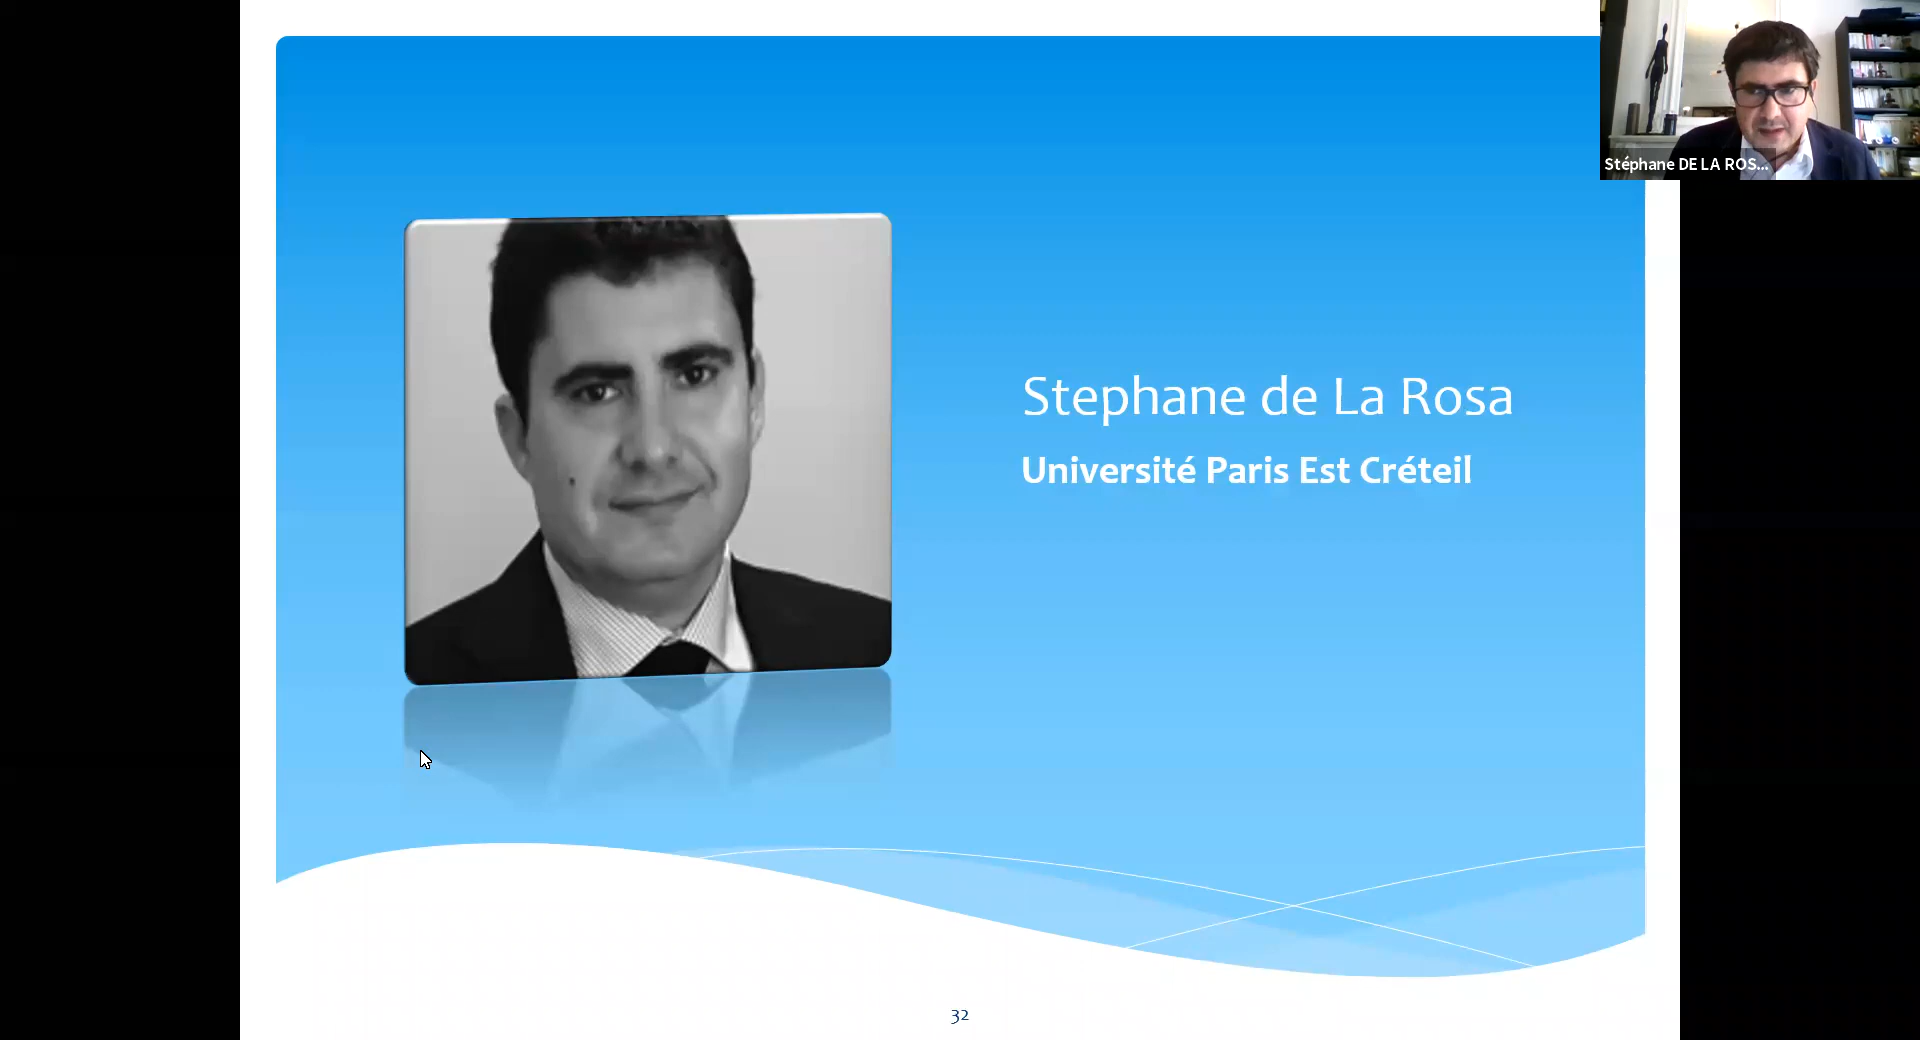 Stéphane DE LA ROS...
Stephane de La Rosa
Université Paris Est Créteil
32